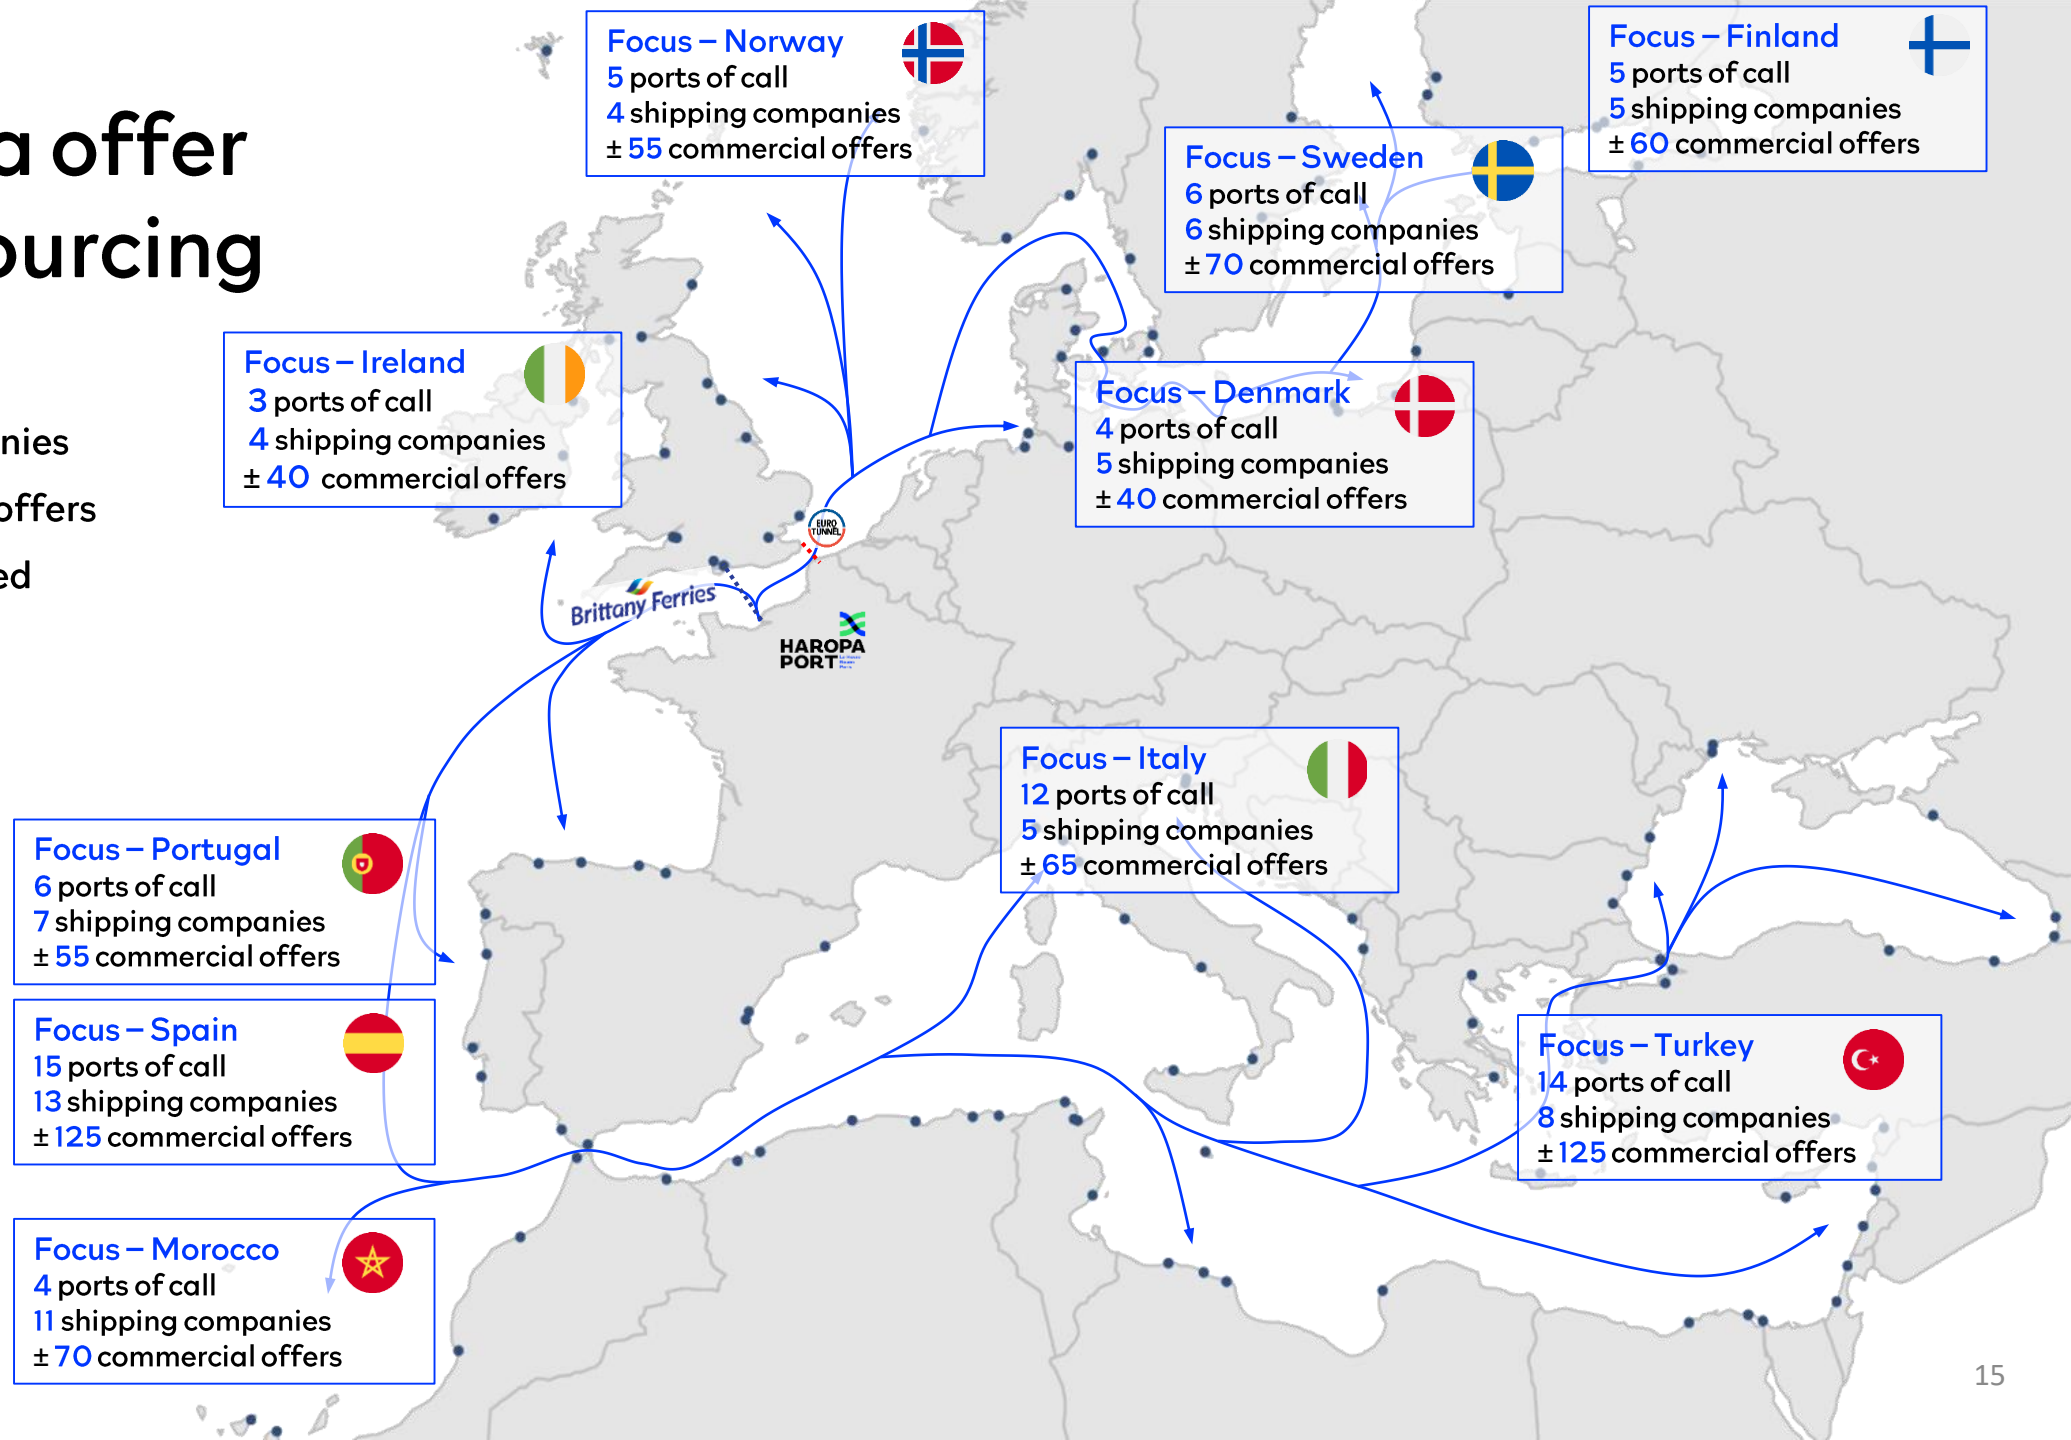 a offer
ourcing
nies
offers
ed
Focus – Norway
5 ports of call
4 shipping companies
± 55 commercial offers
Focus – Finland
5 ports of call
5 shipping companies
± 60 commercial offers
Focus – Sweden
6 ports of call
6 shipping companies
± 70 commercial offers
Focus – Ireland
3 ports of call
4 shipping companies
± 40 commercial offers
Focus – Denmark
4 ports of call
5 shipping companies
± 40 commercial offers
EURO
TUNNEL
Brittany Ferries
HAROPA
PORT
Focus – Italy
12 ports of call
5 shipping companies
± 65 commercial offers
Focus – Portugal
6 ports of call
7 shipping companies
± 55 commercial offers
Focus – Spain
15 ports of call
13 shipping companies
± 125 commercial offers
Focus – Turkey
14 ports of call
8 shipping companies
± 125 commercial offers
Focus – Morocco
4 ports of call
11 shipping companies
± 70 commercial offers
15